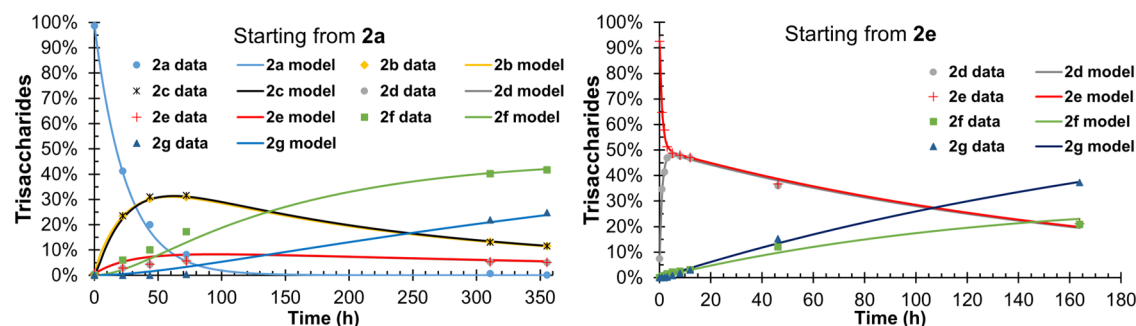 Starting from 2a
Trisaccharides
100%
90%
80%
70%
60%
50%
40%
30%
20%
10%
0%
2a data 2a model 2b data 2b model
2c data 2c model 2d data 2d model
2e data 2e model 2f data 2f model
2g data 2g model
0 50 100 150 200 250 300 350
Time (h)
Starting from 2e
Trisaccharides
100%
90%
80%
70%
60%
50%
40%
30%
20%
10%
0%
2d data 2d model
2e data 2e model
2f data 2f model
2g data 2g model
0 20 40 60 80 100 120 140 160 180
Time (h)